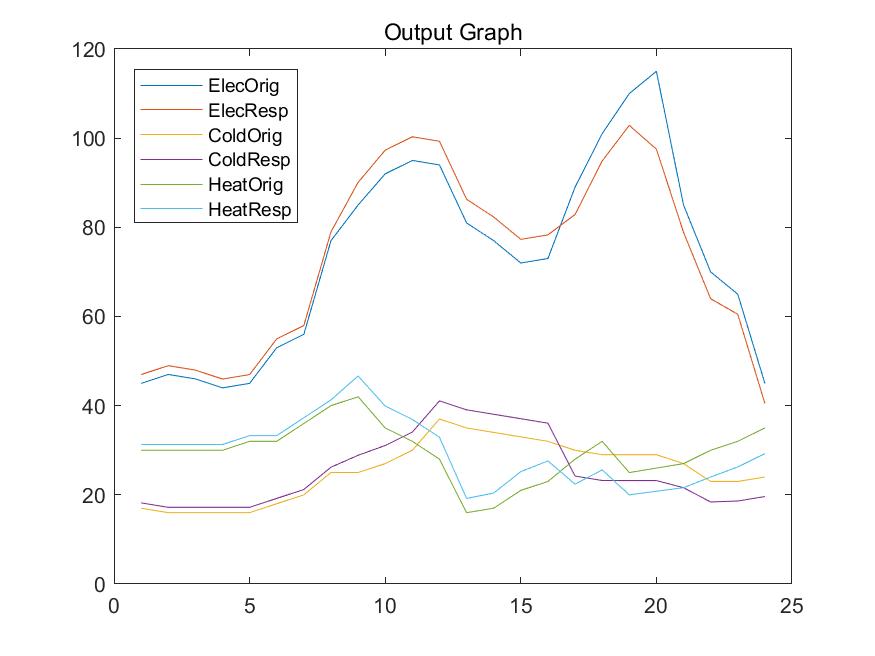 Output Graph
120
100
80
60
40
20
0
ElecOrig
ElecResp
ColdOrig
ColdResp
HeatOrig
HeatResp
0 5 10 15 20 25